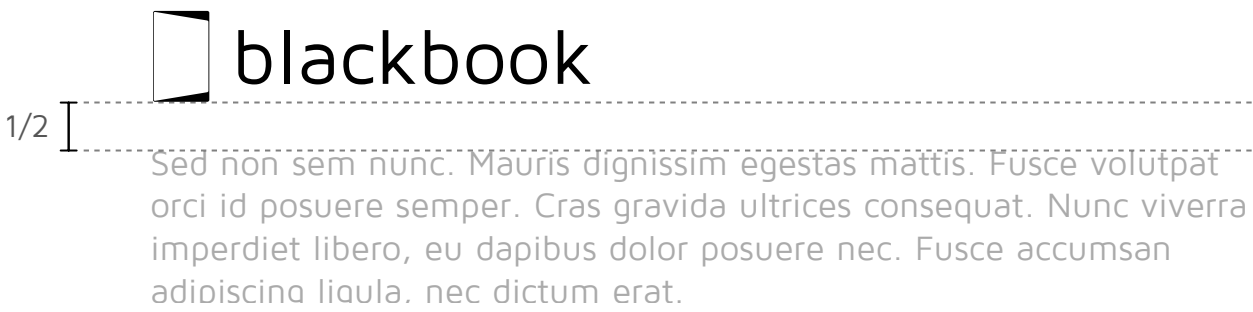 blackbook
1/2
Sed non sem nunc. Mauris dignissim egestas mattis. Fusce volutpat
orci id posuere semper. Cras gravida ultrices consequat. Nunc viverra
imperdiet libero, eu dapibus dolor posuere nec. Fusce accumsan
adipiscing ligula, nec dictum erat.